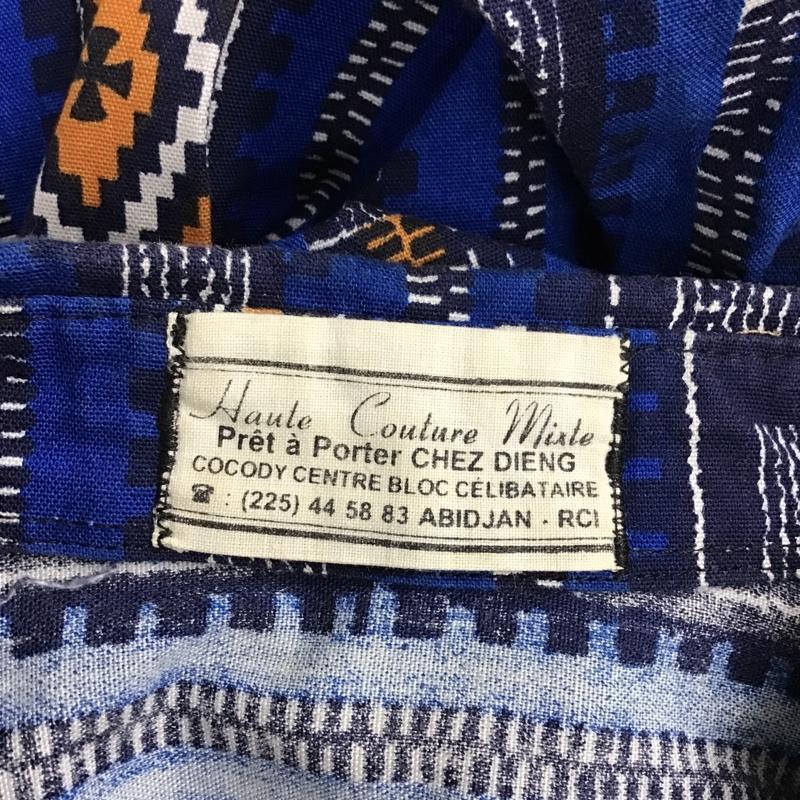 Haute Couture Mixte
Prêt à Porter CHEZ DIENG
COCODY CENTRE BLOC CÉLIBATAIRE
☎ : (225) 44 58 83 ABIDJAN - RCI